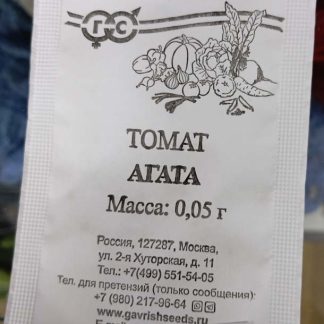 ГС
ТОМАТ
АГАТА
Масса: 0,05 г
Россия, 127287, Москва,
ул. 2-я Хуторская, д. 11
Тел.: +7(499) 551-54-05
Тел. для претензий (только сообщения):
+7 (980) 217-96-64
www.gavrishseeds.ru